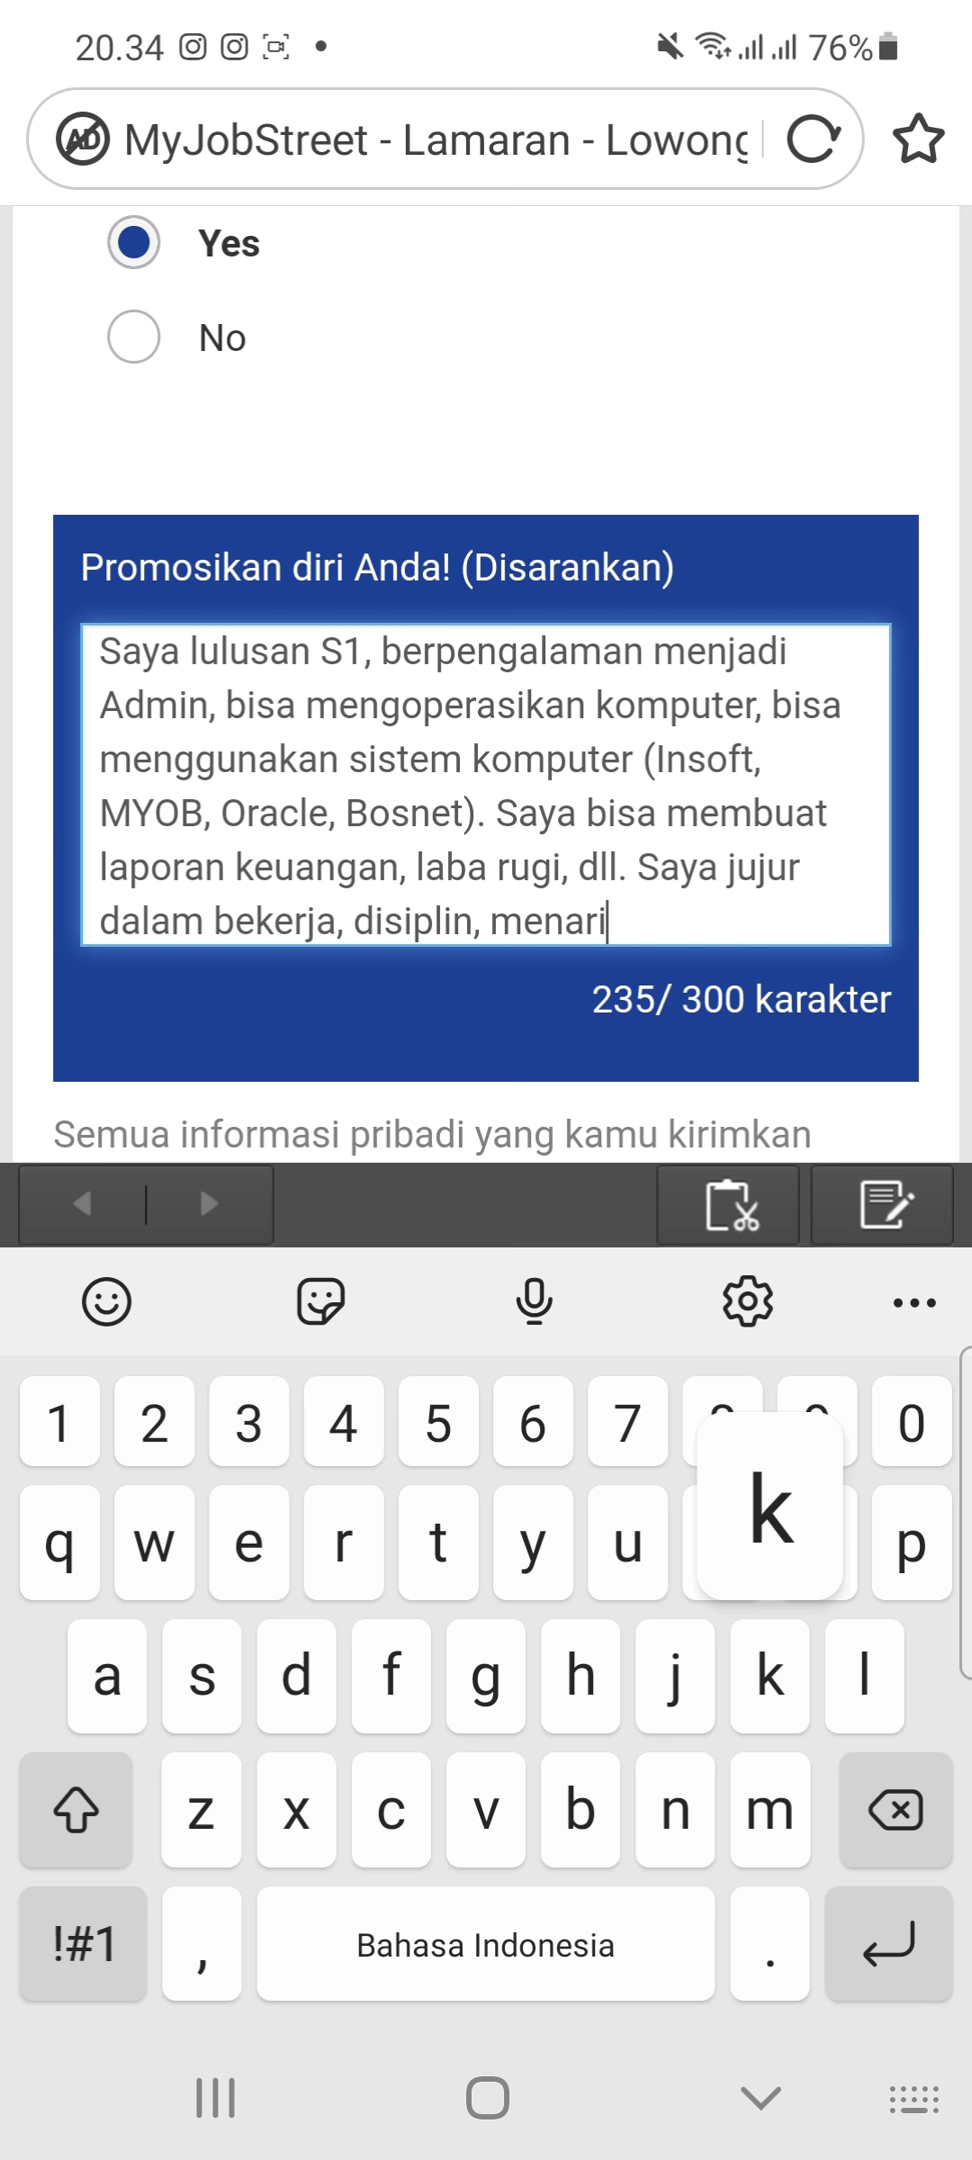 20.34
76%
AD MyJobStreet - Lamaran - Lowong
Yes
No
Promosikan diri Anda! (Disarankan)
Saya lulusan S1, berpengalaman menjadi
Admin, bisa mengoperasikan komputer, bisa
menggunakan sistem komputer (Insoft,
MYOB, Oracle, Bosnet). Saya bisa membuat
laporan keuangan, laba rugi, dll. Saya jujur
dalam bekerja, disiplin, menari
235/ 300 karakter
Semua informasi pribadi yang kamu kirimkan
1 2 3 4 5 6 7 8 9 0
q w e r t y u k p
a s d f g h j k l
z x c v b n m
!#1 , Bahasa Indonesia .